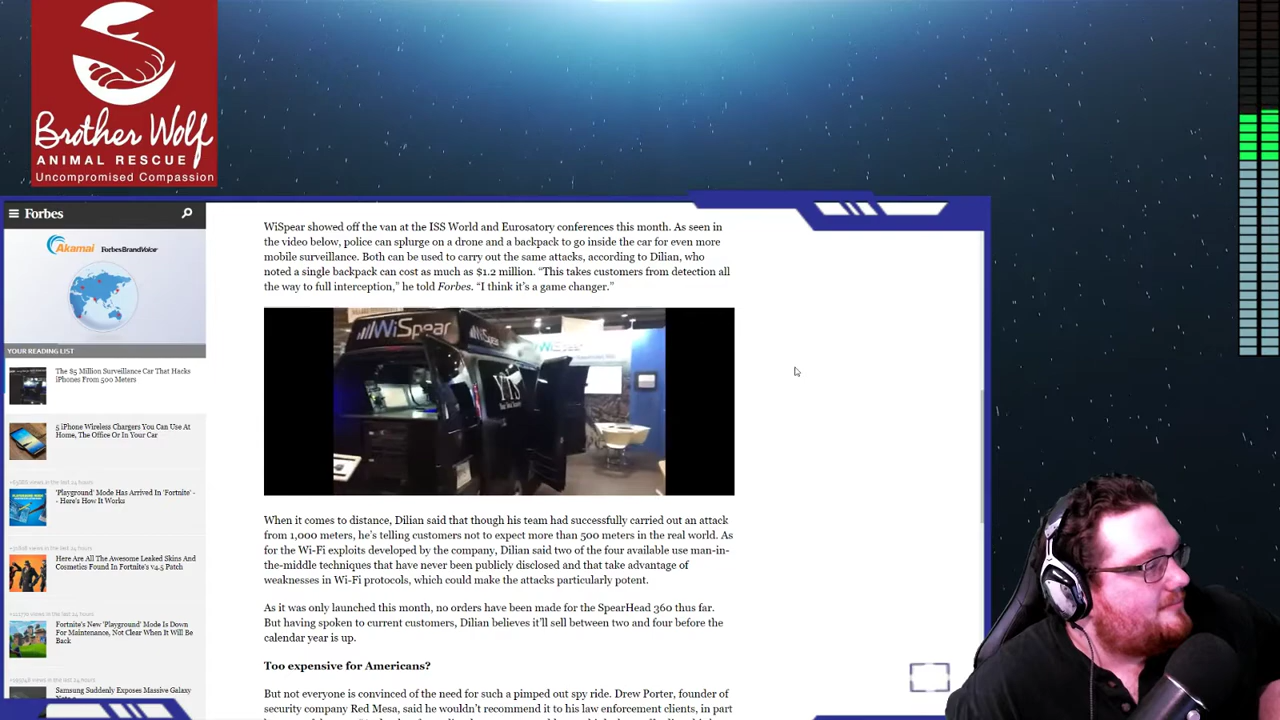 Brother Wolf
ANIMAL RESCUE
Uncompromised Compassion
Forbes
Akamai ForbesBrandVoice
YOUR READING LIST
The $5 Million Surveillance Car That Hacks
iPhones From 500 Meters
5 iPhone Wireless Chargers You Can Use At
Home, The Office Or In Your Car
'Playground' Mode Has Arrived In 'Fortnite' -
- Here's How It Works
Here Are All The Awesome Leaked Skins And
Cosmetics Found In Fortnite's v4.5 Patch
Fortnite's New 'Playground' Mode Is Down
For Maintenance, Not Clear When It Will Be
Back
Samsung Suddenly Exposes Massive Galaxy
WiSpear showed off the van at the ISS World and Eurosatory conferences this month. As seen in
the video below, police can splurge on a drone and a backpack to go inside the car for even more
mobile surveillance. Both can be used to carry out the same attacks, according to Dilian, who
noted a single backpack can cost as much as $1.2 million. “This takes customers from detection all
the way to full interception,” he told Forbes. “I think it’s a game changer.”
WiSpear
When it comes to distance, Dilian said that though his team had successfully carried out an attack
from 1,000 meters, he’s telling customers not to expect more than 500 meters in the real world. As
for the Wi-Fi exploits developed by the company, Dilian said two of the four available use man-in-
the-middle techniques that have never been publicly disclosed and that take advantage of
weaknesses in Wi-Fi protocols, which could make the attacks particularly potent.
As it was only launched this month, no orders have been made for the SpearHead 360 thus far.
But having spoken to current customers, Dilian believes it’ll sell between two and four before the
calendar year is up.
Too expensive for Americans?
But not everyone is convinced of the need for such a pimped out spy ride. Drew Porter, founder of
security company Red Mesa, said he wouldn’t recommend it to his law enforcement clients, in part